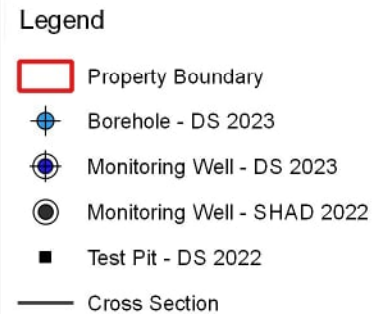 Legend
Property Boundary
Borehole - DS 2023
Monitoring Well - DS 2023
Monitoring Well - SHAD 2022
Test Pit - DS 2022
Cross Section